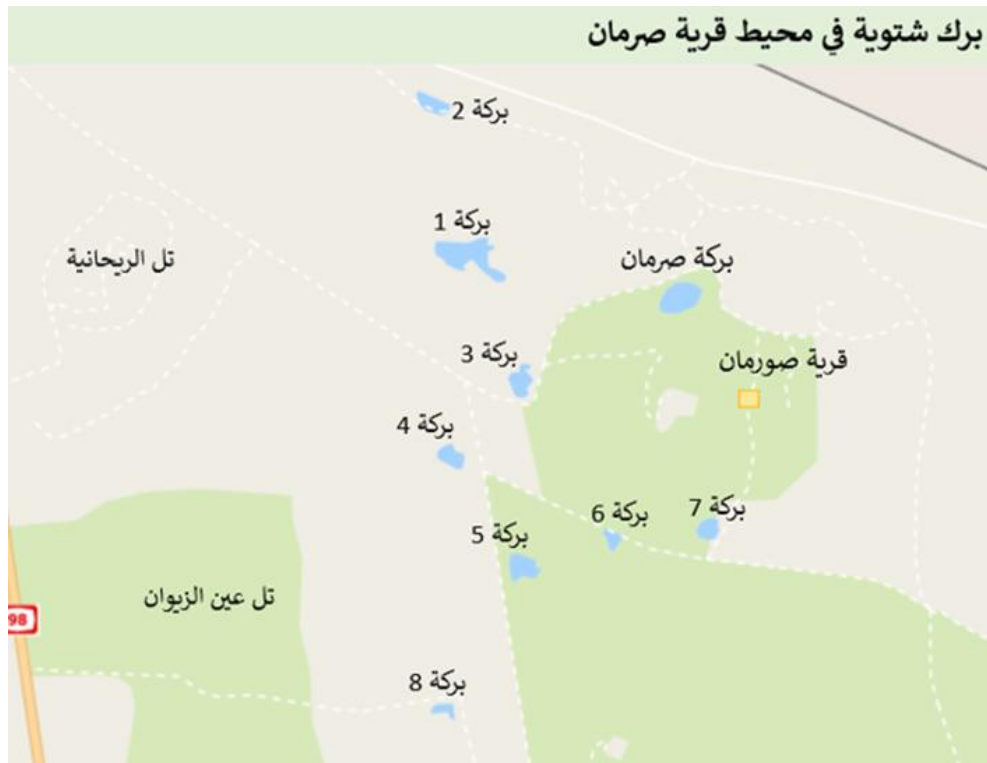 برك شتوية في محيط قرية صرمان
بركة 2
بركة 1
تل الريحانية
بركة صرمان
بركة 3
قرية صورمان
بركة 4
بركة 7
بركة 6
بركة 5
تل عين الزيوان
98
بركة 8